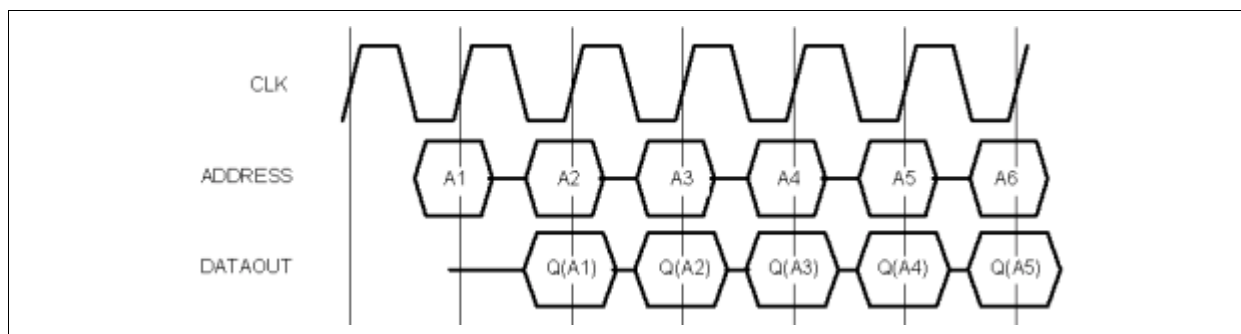 CLK
ADDRESS A1 A2 A3 A4 A5 A6
DATAOUT Q(A1) Q(A2) Q(A3) Q(A4) Q(A5)